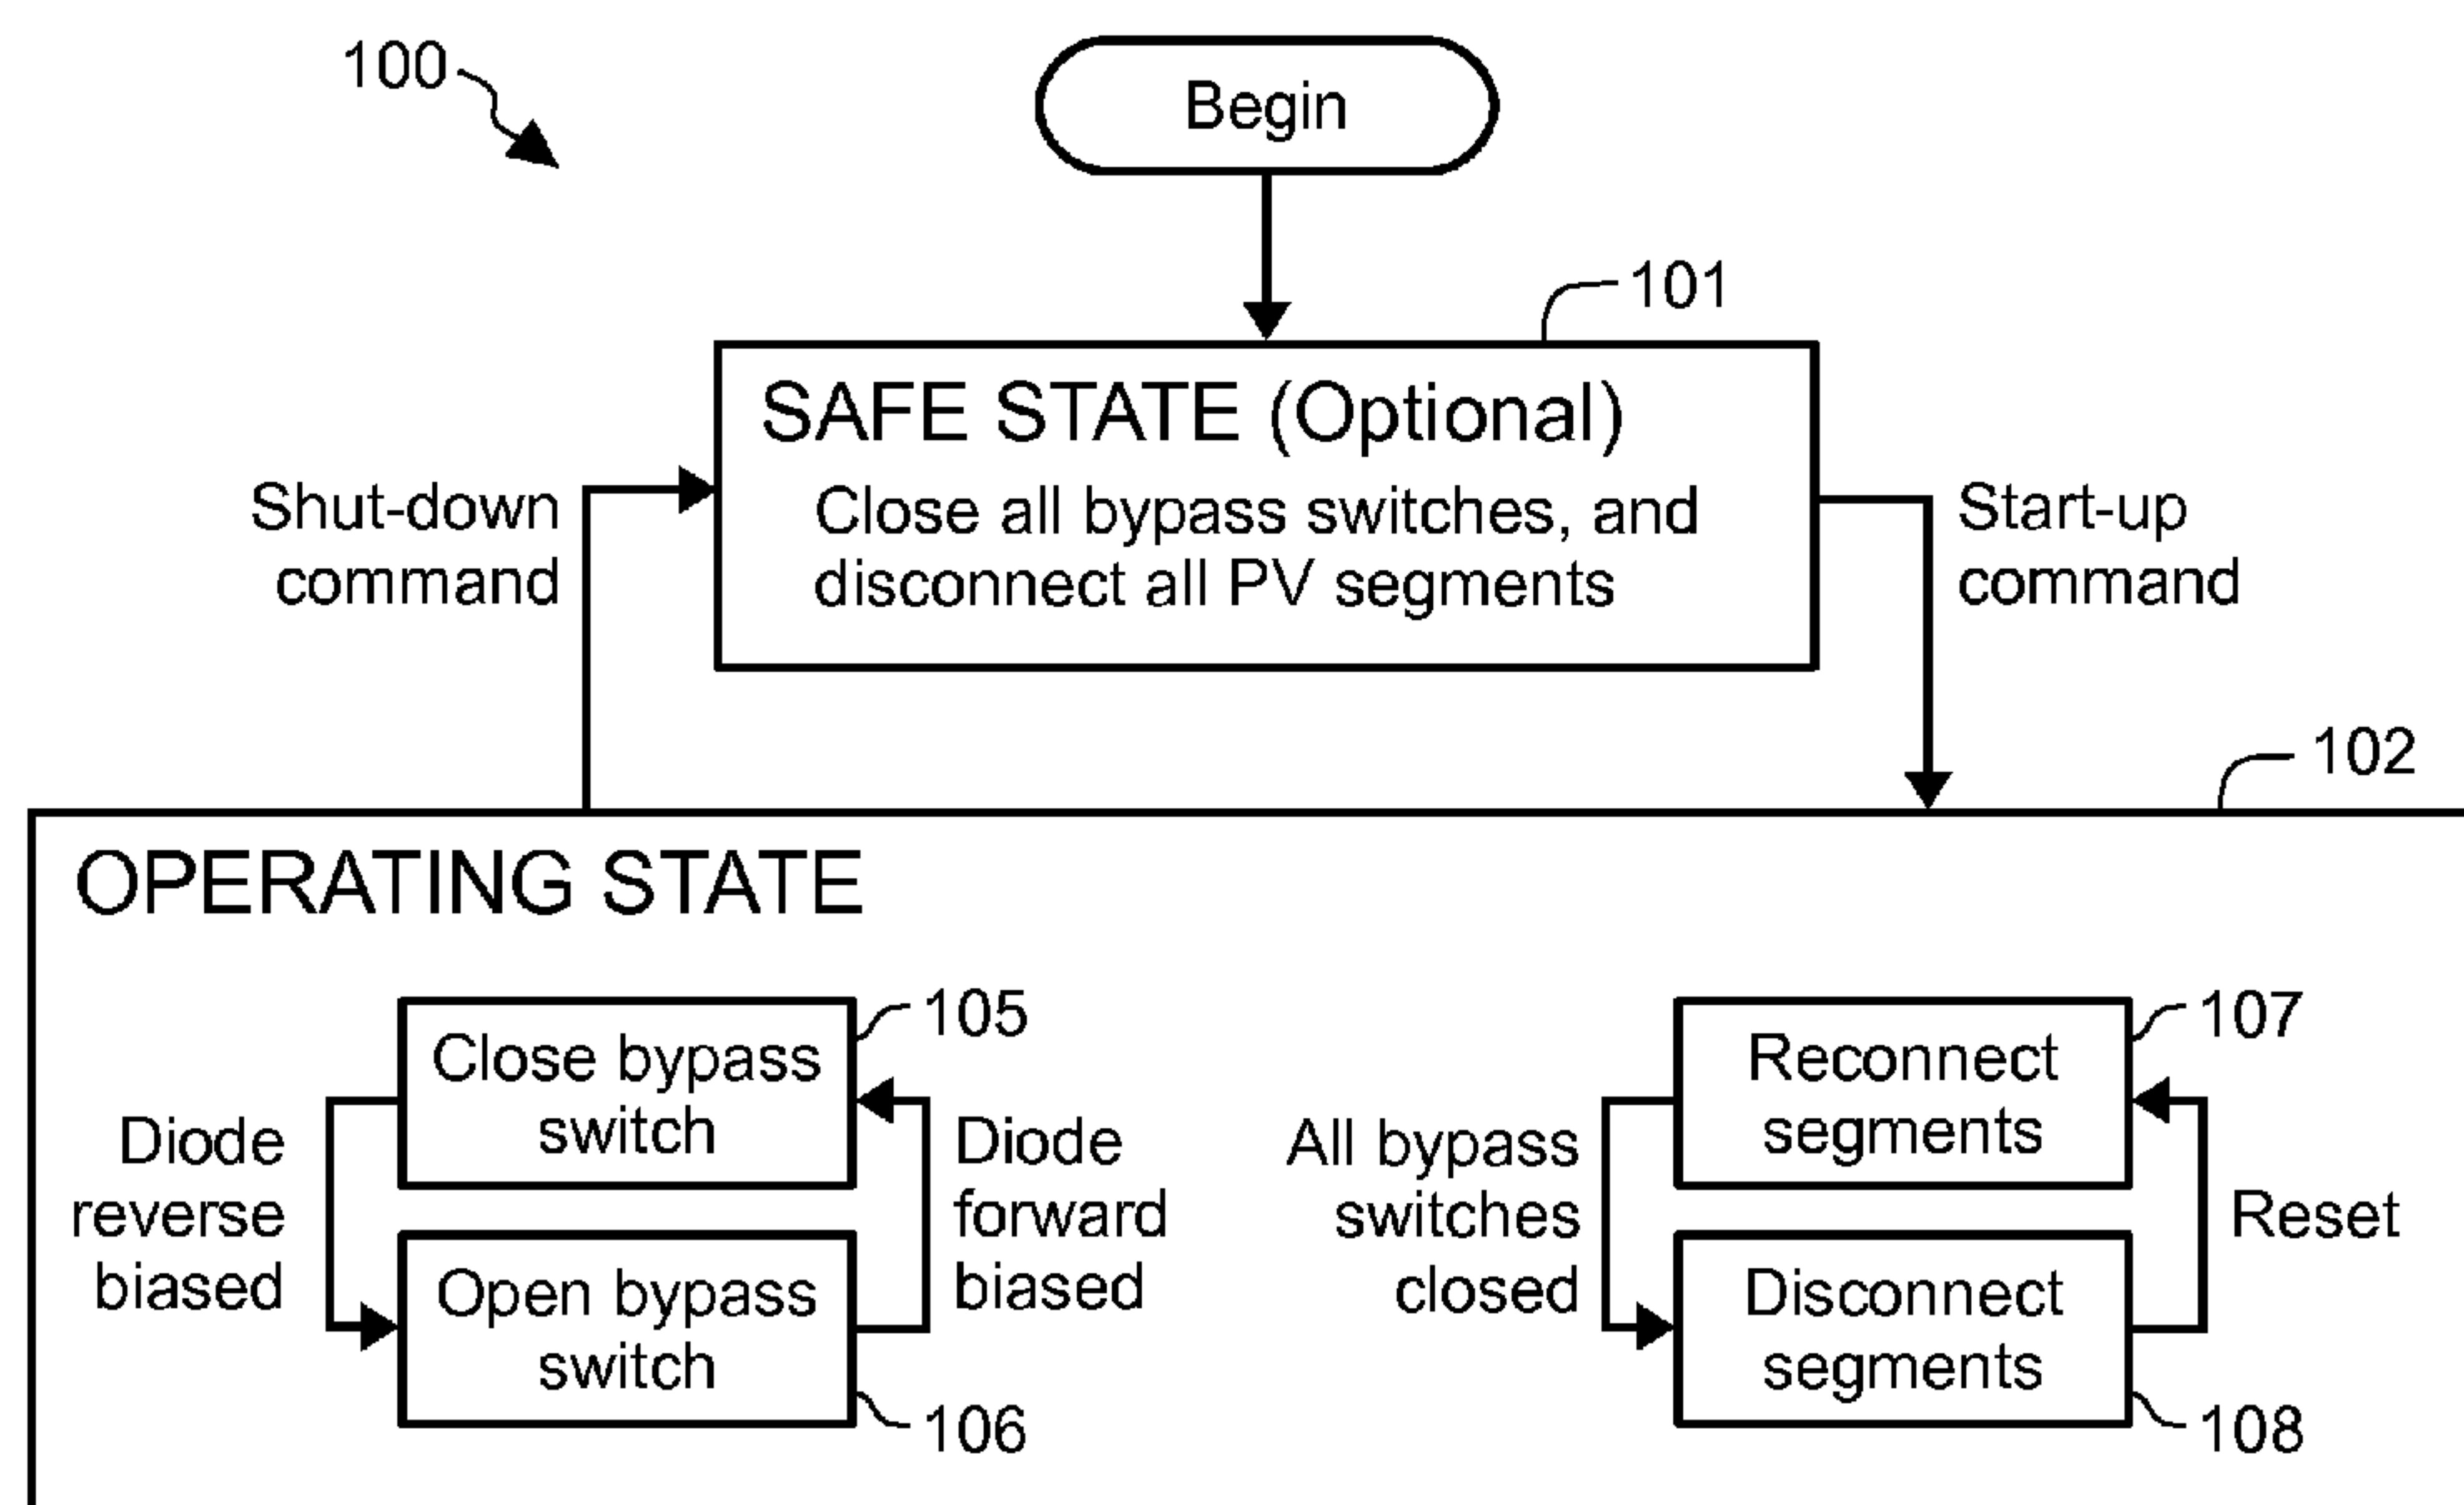 100
Begin
101
SAFE STATE (Optional)
Close all bypass switches, and
disconnect all PV segments
Shut-down
command
Start-up
command
102
OPERATING STATE
105
Close bypass
switch
Diode
reverse
biased
Diode
forward
biased
Open bypass
switch
106
107
Reconnect
segments
All bypass
switches
closed
Reset
Disconnect
segments
108